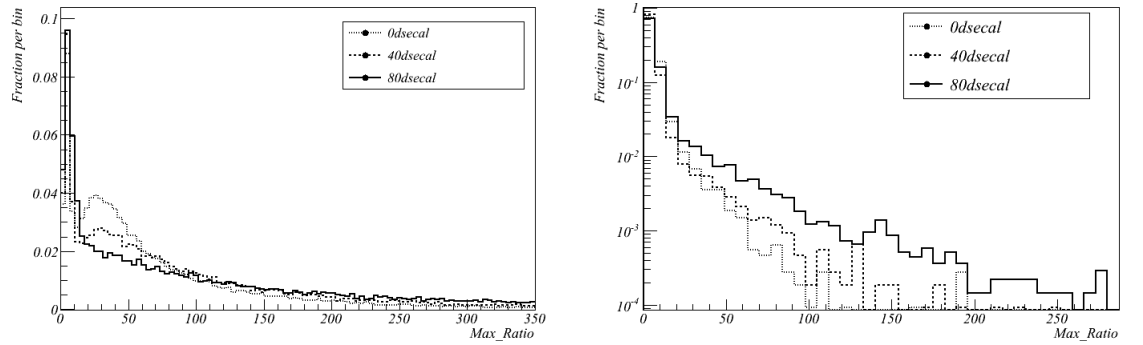 Fraction per bin
0.1
0.08
0.06
0.04
0.02
0
0 50 100 150 200 250 300 350
Max_Ratio
0dsecal
40dsecal
80dsecal
Fraction per bin
1
10^-1
10^-2
10^-3
10^-4
0 50 100 150 200 250
Max_Ratio
0dsecal
40dsecal
80dsecal